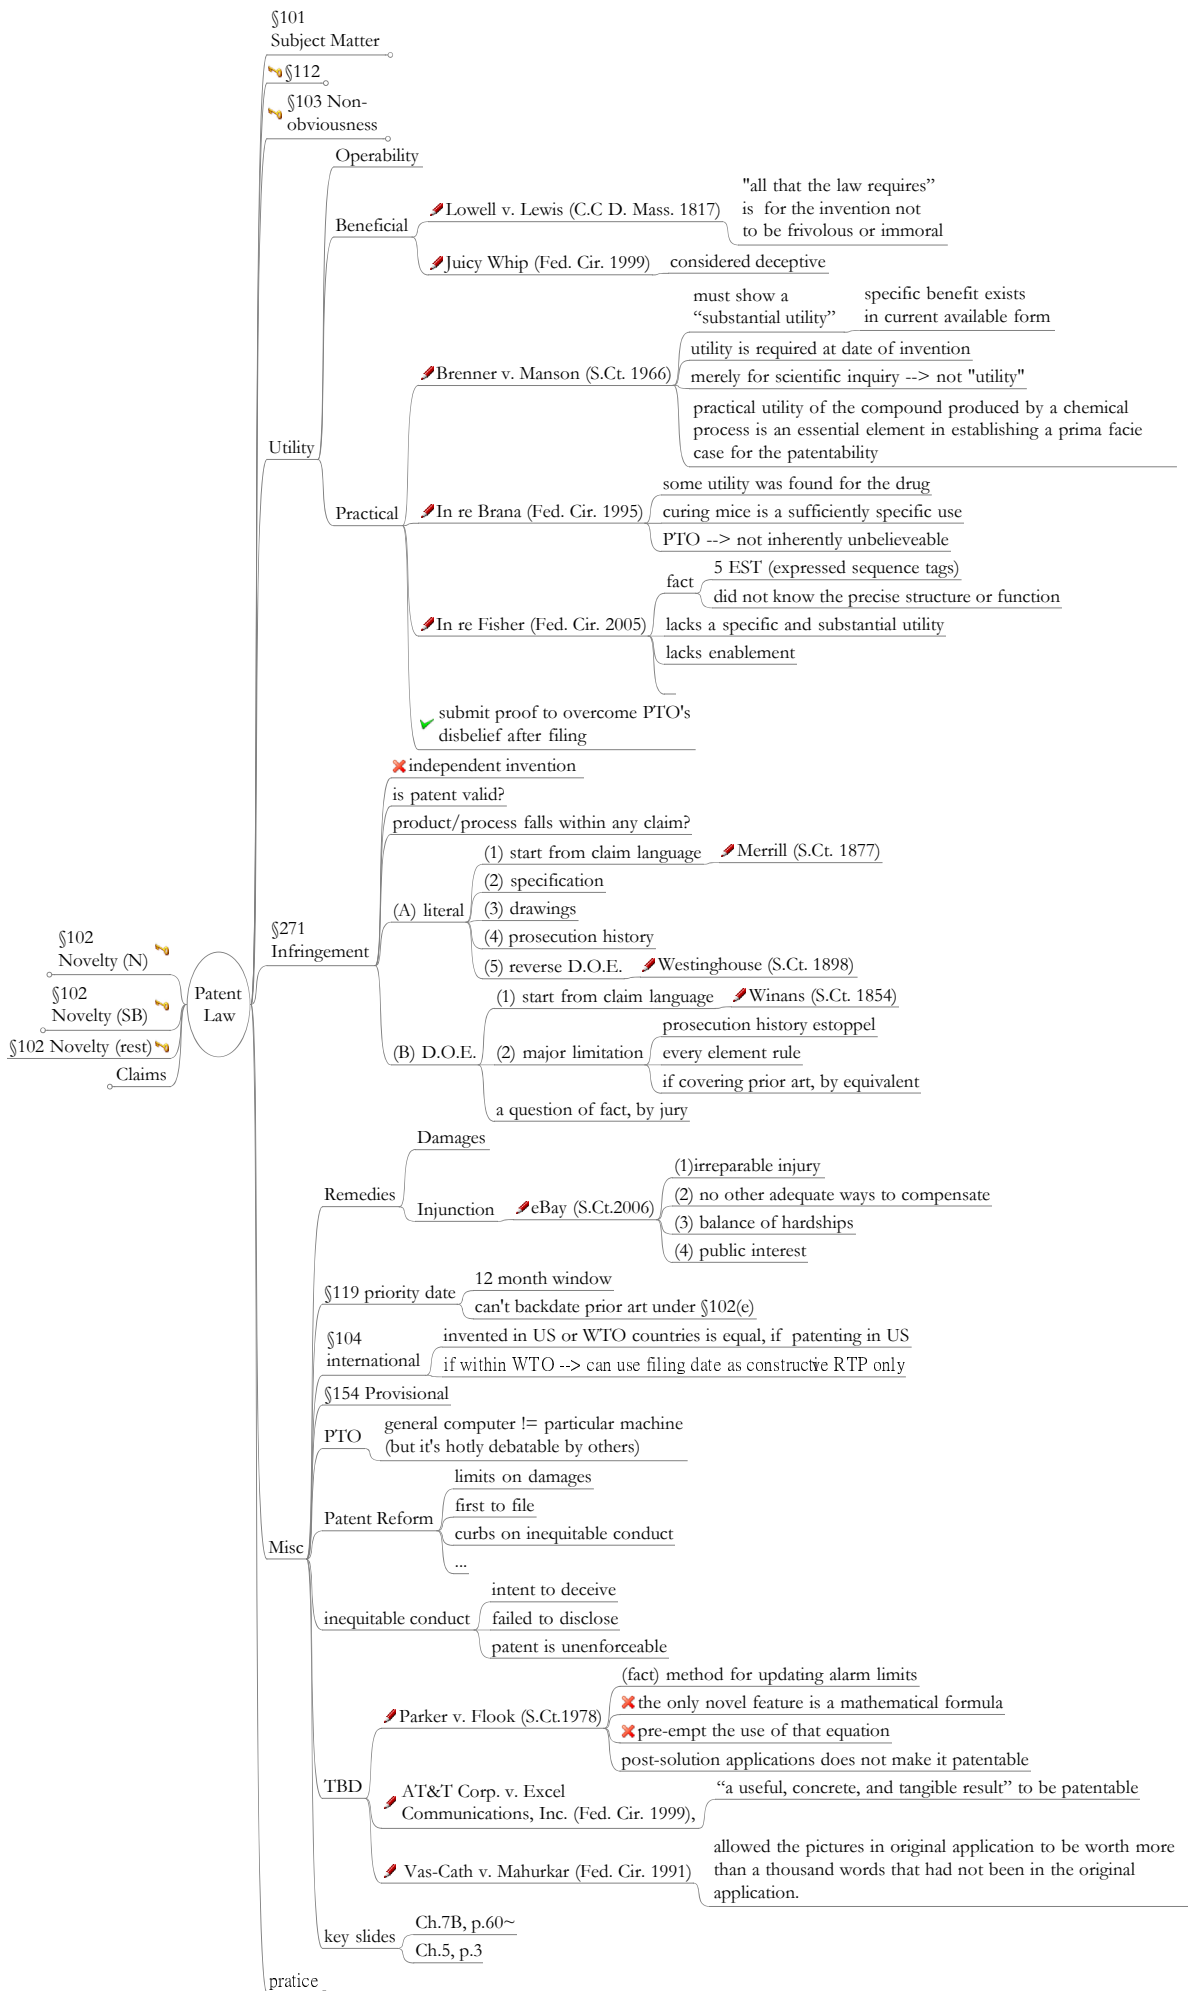 §101
Subject Matter
§112
§103 Non-
obviousness
Operability
Beneficial
Lowell v. Lewis (C.C D. Mass. 1817)
"all that the law requires”
is for the invention not
to be frivolous or immoral
Juicy Whip (Fed. Cir. 1999)
considered deceptive
Utility
Practical
Brenner v. Manson (S.Ct. 1966)
must show a
“substantial utility”
specific benefit exists
in current available form
utility is required at date of invention
merely for scientific inquiry --> not "utility"
practical utility of the compound produced by a chemical
process is an essential element in establishing a prima facie
case for the patentability
In re Brana (Fed. Cir. 1995)
some utility was found for the drug
curing mice is a sufficiently specific use
PTO --> not inherently unbelieveable
In re Fisher (Fed. Cir. 2005)
fact
5 EST (expressed sequence tags)
did not know the precise structure or function
lacks a specific and substantial utility
lacks enablement
submit proof to overcome PTO's
disbelief after filing
§271
Infringement
independent invention
is patent valid?
product/process falls within any claim?
(A) literal
(1) start from claim language
Merrill (S.Ct. 1877)
(2) specification
(3) drawings
(4) prosecution history
(5) reverse D.O.E.
Westinghouse (S.Ct. 1898)
(B) D.O.E.
(1) start from claim language
Winans (S.Ct. 1854)
(2) major limitation
prosecution history estoppel
every element rule
if covering prior art, by equivalent
a question of fact, by jury
§102
Novelty (N)
§102
Novelty (SB)
§102 Novelty (rest)
Claims
Patent
Law
Misc
Remedies
Damages
Injunction
eBay (S.Ct.2006)
(1)irreparable injury
(2) no other adequate ways to compensate
(3) balance of hardships
(4) public interest
§119 priority date
12 month window
can't backdate prior art under §102(e)
§104
international
invented in US or WTO countries is equal, if patenting in US
if within WTO --> can use filing date as constructive RTP only
§154 Provisional
PTO
general computer != particular machine
(but it's hotly debatable by others)
Patent Reform
limits on damages
first to file
curbs on inequitable conduct
...
inequitable conduct
intent to deceive
failed to disclose
patent is unenforceable
TBD
Parker v. Flook (S.Ct.1978)
(fact) method for updating alarm limits
the only novel feature is a mathematical formula
pre-empt the use of that equation
post-solution applications does not make it patentable
AT&T Corp. v. Excel
Communications, Inc. (Fed. Cir. 1999),
“a useful, concrete, and tangible result” to be patentable
Vas-Cath v. Mahurkar (Fed. Cir. 1991)
allowed the pictures in original application to be worth more
than a thousand words that had not been in the original
application.
key slides
Ch.7B, p.60~
Ch.5, p.3
pratice